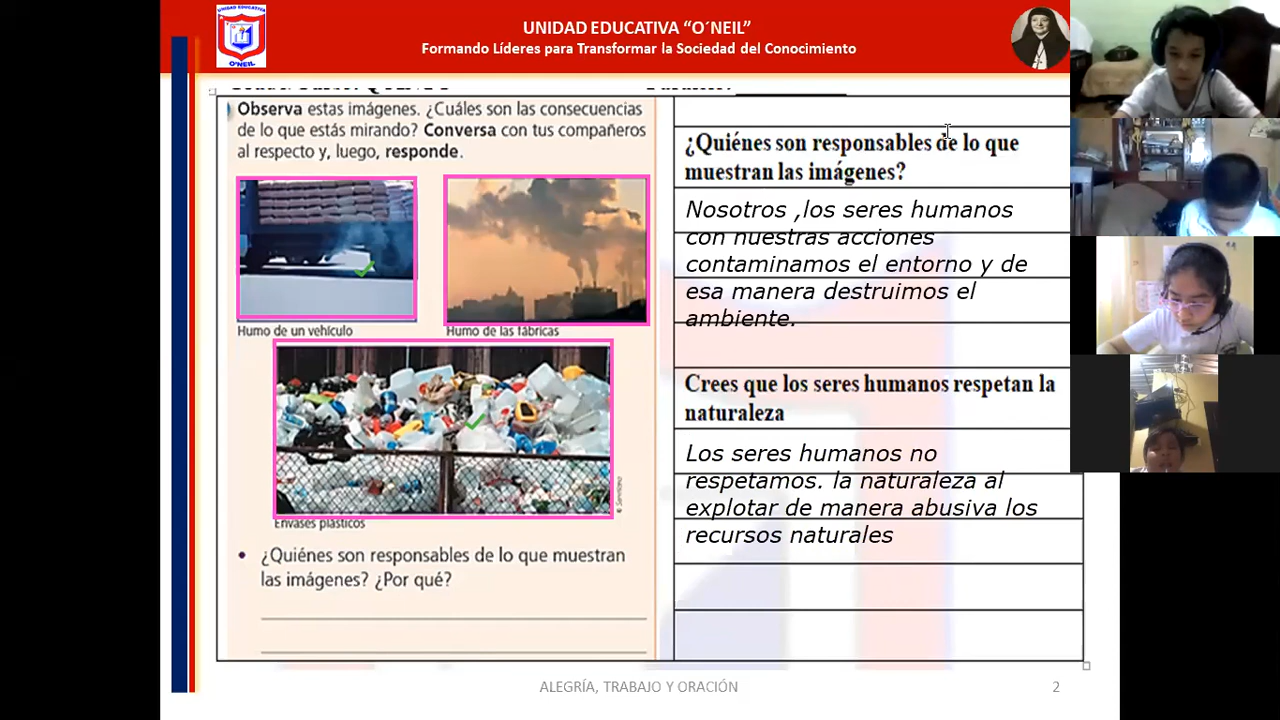 UNIDAD EDUCATIVA “O´NEIL”
Formando Líderes para Transformar la Sociedad del Conocimiento
UNIDAD EDUCATIVA
O'NEIL
Observa estas imágenes. ¿Cuáles son las consecuencias
de lo que estás mirando? Conversa con tus compañeros
al respecto y, luego, responde.
Humo de un vehículo
Humo de las fábricas
© Santillana
Envases plásticos
• ¿Quiénes son responsables de lo que muestran
las imágenes? ¿Por qué?
¿Quiénes son responsables de lo que
muestran las imágenes?
Nosotros ,los seres humanos
con nuestras acciones
contaminamos el entorno y de
esa manera destruimos el
ambiente.
Crees que los seres humanos respetan la
naturaleza
Los seres humanos no
respetamos. la naturaleza al
explotar de manera abusiva los
recursos naturales
ALEGRÍA, TRABAJO Y ORACIÓN
2